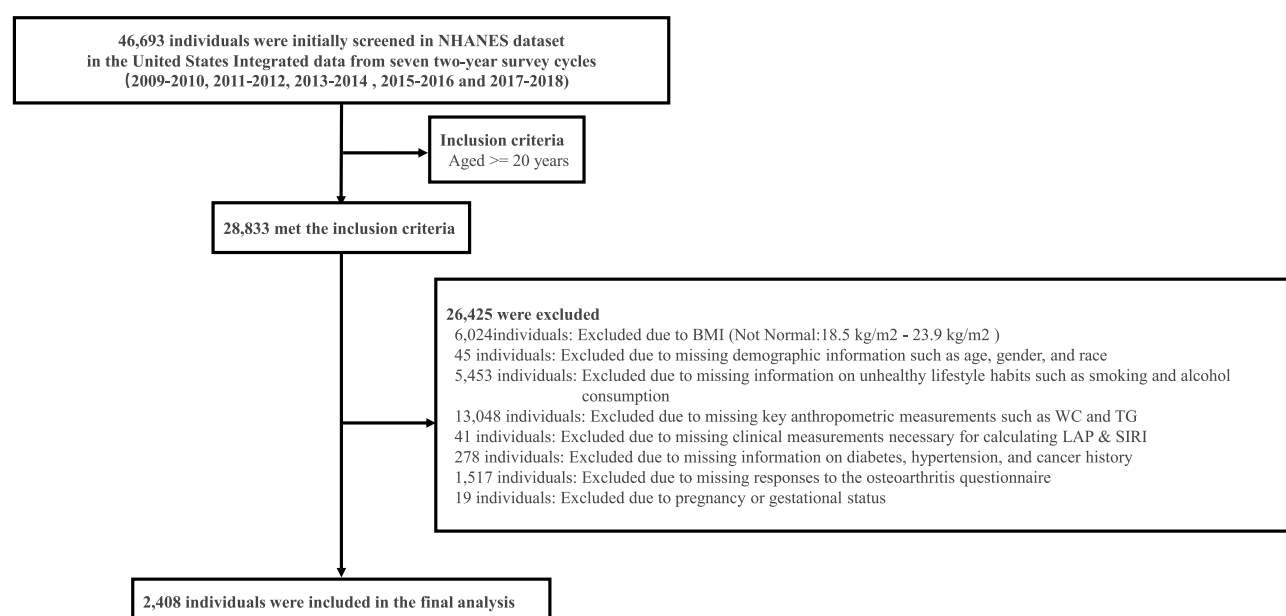 46,693 individuals were initially screened in NHANES dataset
in the United States Integrated data from seven two-year survey cycles
(2009-2010, 2011-2012, 2013-2014 , 2015-2016 and 2017-2018)
Inclusion criteria
Aged >= 20 years
28,833 met the inclusion criteria
26,425 were excluded
6,024individuals: Excluded due to BMI (Not Normal:18.5 kg/m2 - 23.9 kg/m2 )
45 individuals: Excluded due to missing demographic information such as age, gender, and race
5,453 individuals: Excluded due to missing information on unhealthy lifestyle habits such as smoking and alcohol
consumption
13,048 individuals: Excluded due to missing key anthropometric measurements such as WC and TG
41 individuals: Excluded due to missing clinical measurements necessary for calculating LAP & SIRI
278 individuals: Excluded due to missing information on diabetes, hypertension, and cancer history
1,517 individuals: Excluded due to missing responses to the osteoarthritis questionnaire
19 individuals: Excluded due to pregnancy or gestational status
2,408 individuals were included in the final analysis